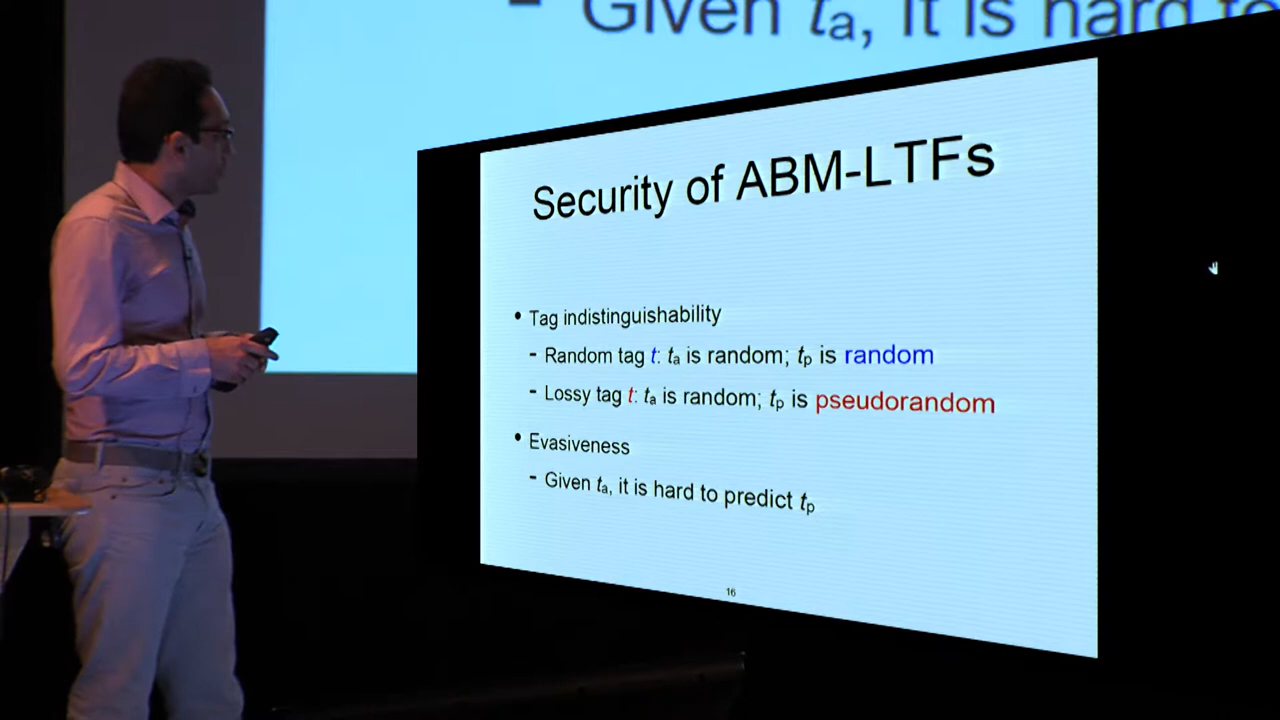 - Given ta, it is hard to
Security of ABM-LTFs
• Tag indistinguishability
- Random tag t: ta is random; tp is random
- Lossy tag t: ta is random; tp is pseudorandom
• Evasiveness
- Given ta, it is hard to predict tp
16